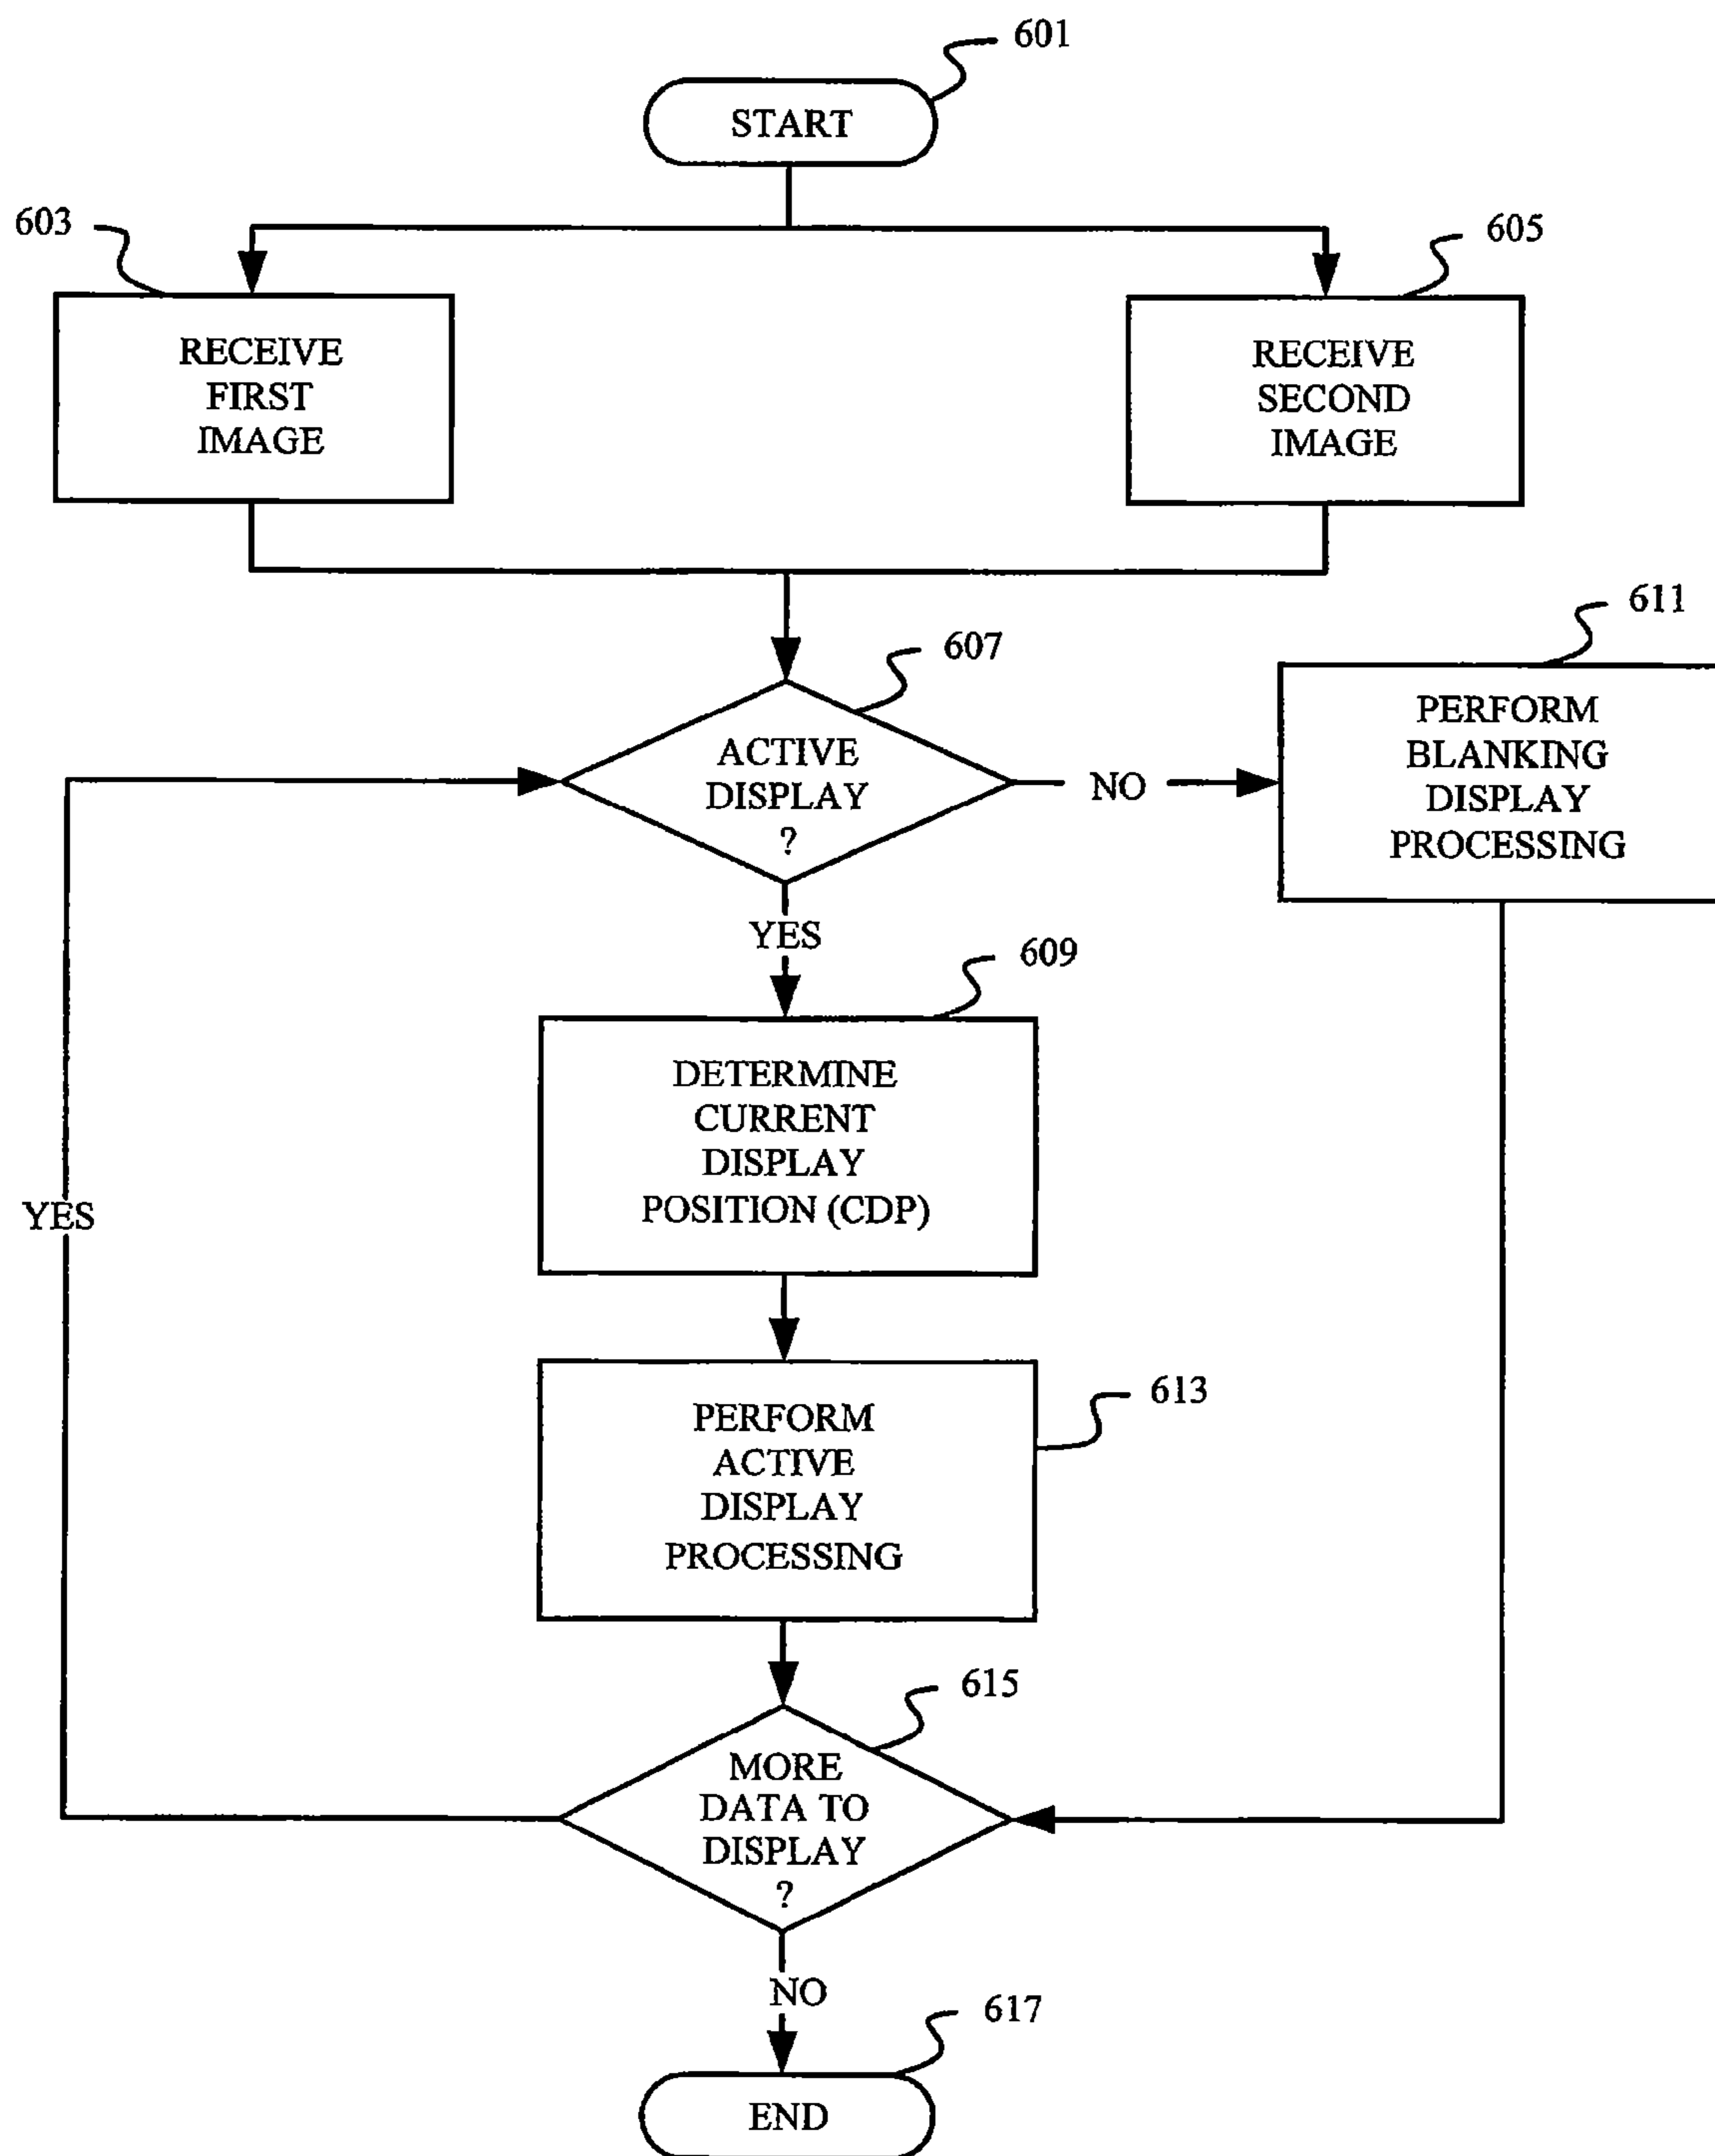 601
START
603
605
RECEIVE
FIRST
IMAGE
RECEIVE
SECOND
IMAGE
611
607
ACTIVE
DISPLAY
?
NO
PERFORM
BLANKING
DISPLAY
PROCESSING
YES
609
DETERMINE
CURRENT
DISPLAY
POSITION (CDP)
YES
613
PERFORM
ACTIVE
DISPLAY
PROCESSING
615
MORE
DATA TO
DISPLAY
?
NO
617
END